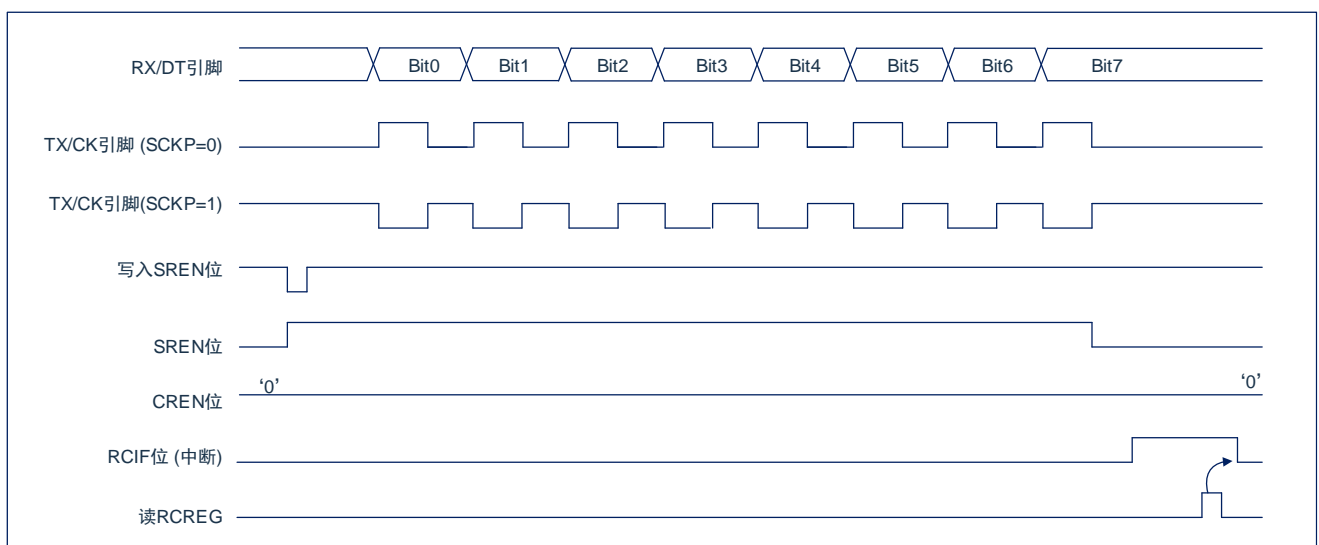 RX/DT引脚 Bit0 Bit1 Bit2 Bit3 Bit4 Bit5 Bit6 Bit7
TX/CK引脚 (SCKP=0)
TX/CK引脚(SCKP=1)
写入SREN位
SREN位
CREN位 ‘0’ ‘0’
RCIF位 (中断)
读RCREG